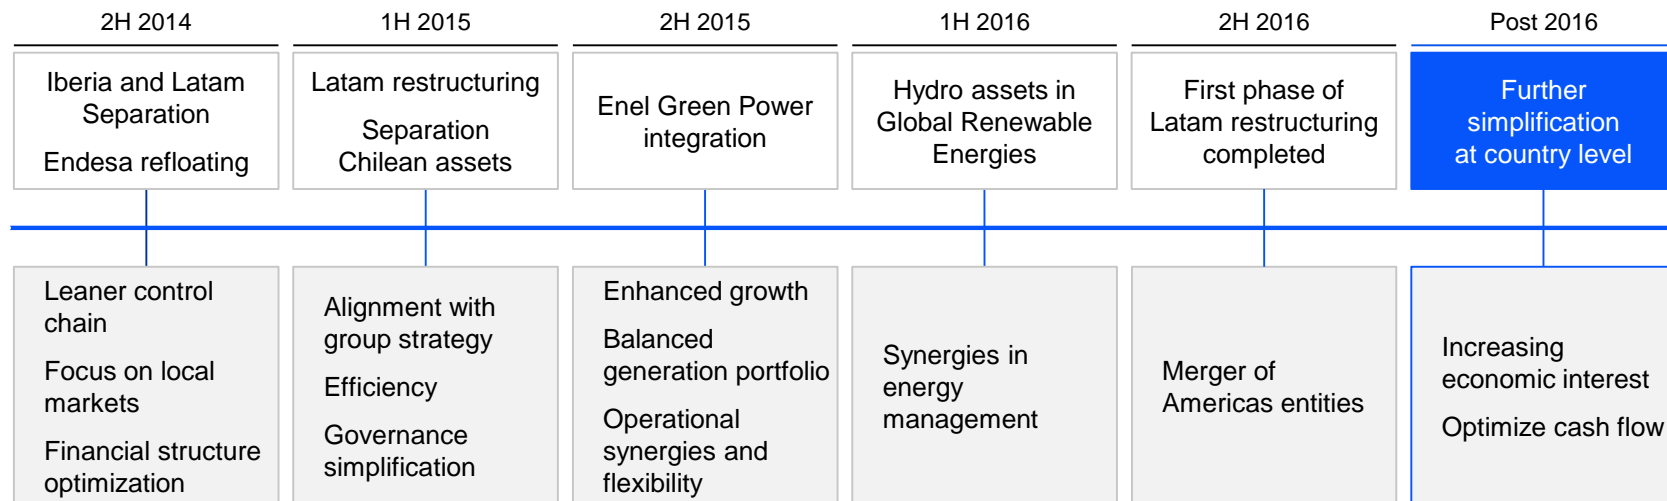 2H 2014
1H 2015
2H 2015
1H 2016
2H 2016
Post 2016
Iberia and Latam
Separation
Endesa refloating
Latam restructuring
Separation
Chilean assets
Enel Green Power
integration
Hydro assets in
Global Renewable
Energies
First phase of
Latam restructuring
completed
Further
simplification
at country level
Leaner control
chain
Focus on local
markets
Financial structure
optimization
Alignment with
group strategy
Efficiency
Governance
simplification
Enhanced growth
Balanced
generation portfolio
Operational
synergies and
flexibility
Synergies in
energy
management
Merger of
Americas entities
Increasing
economic interest
Optimize cash flow